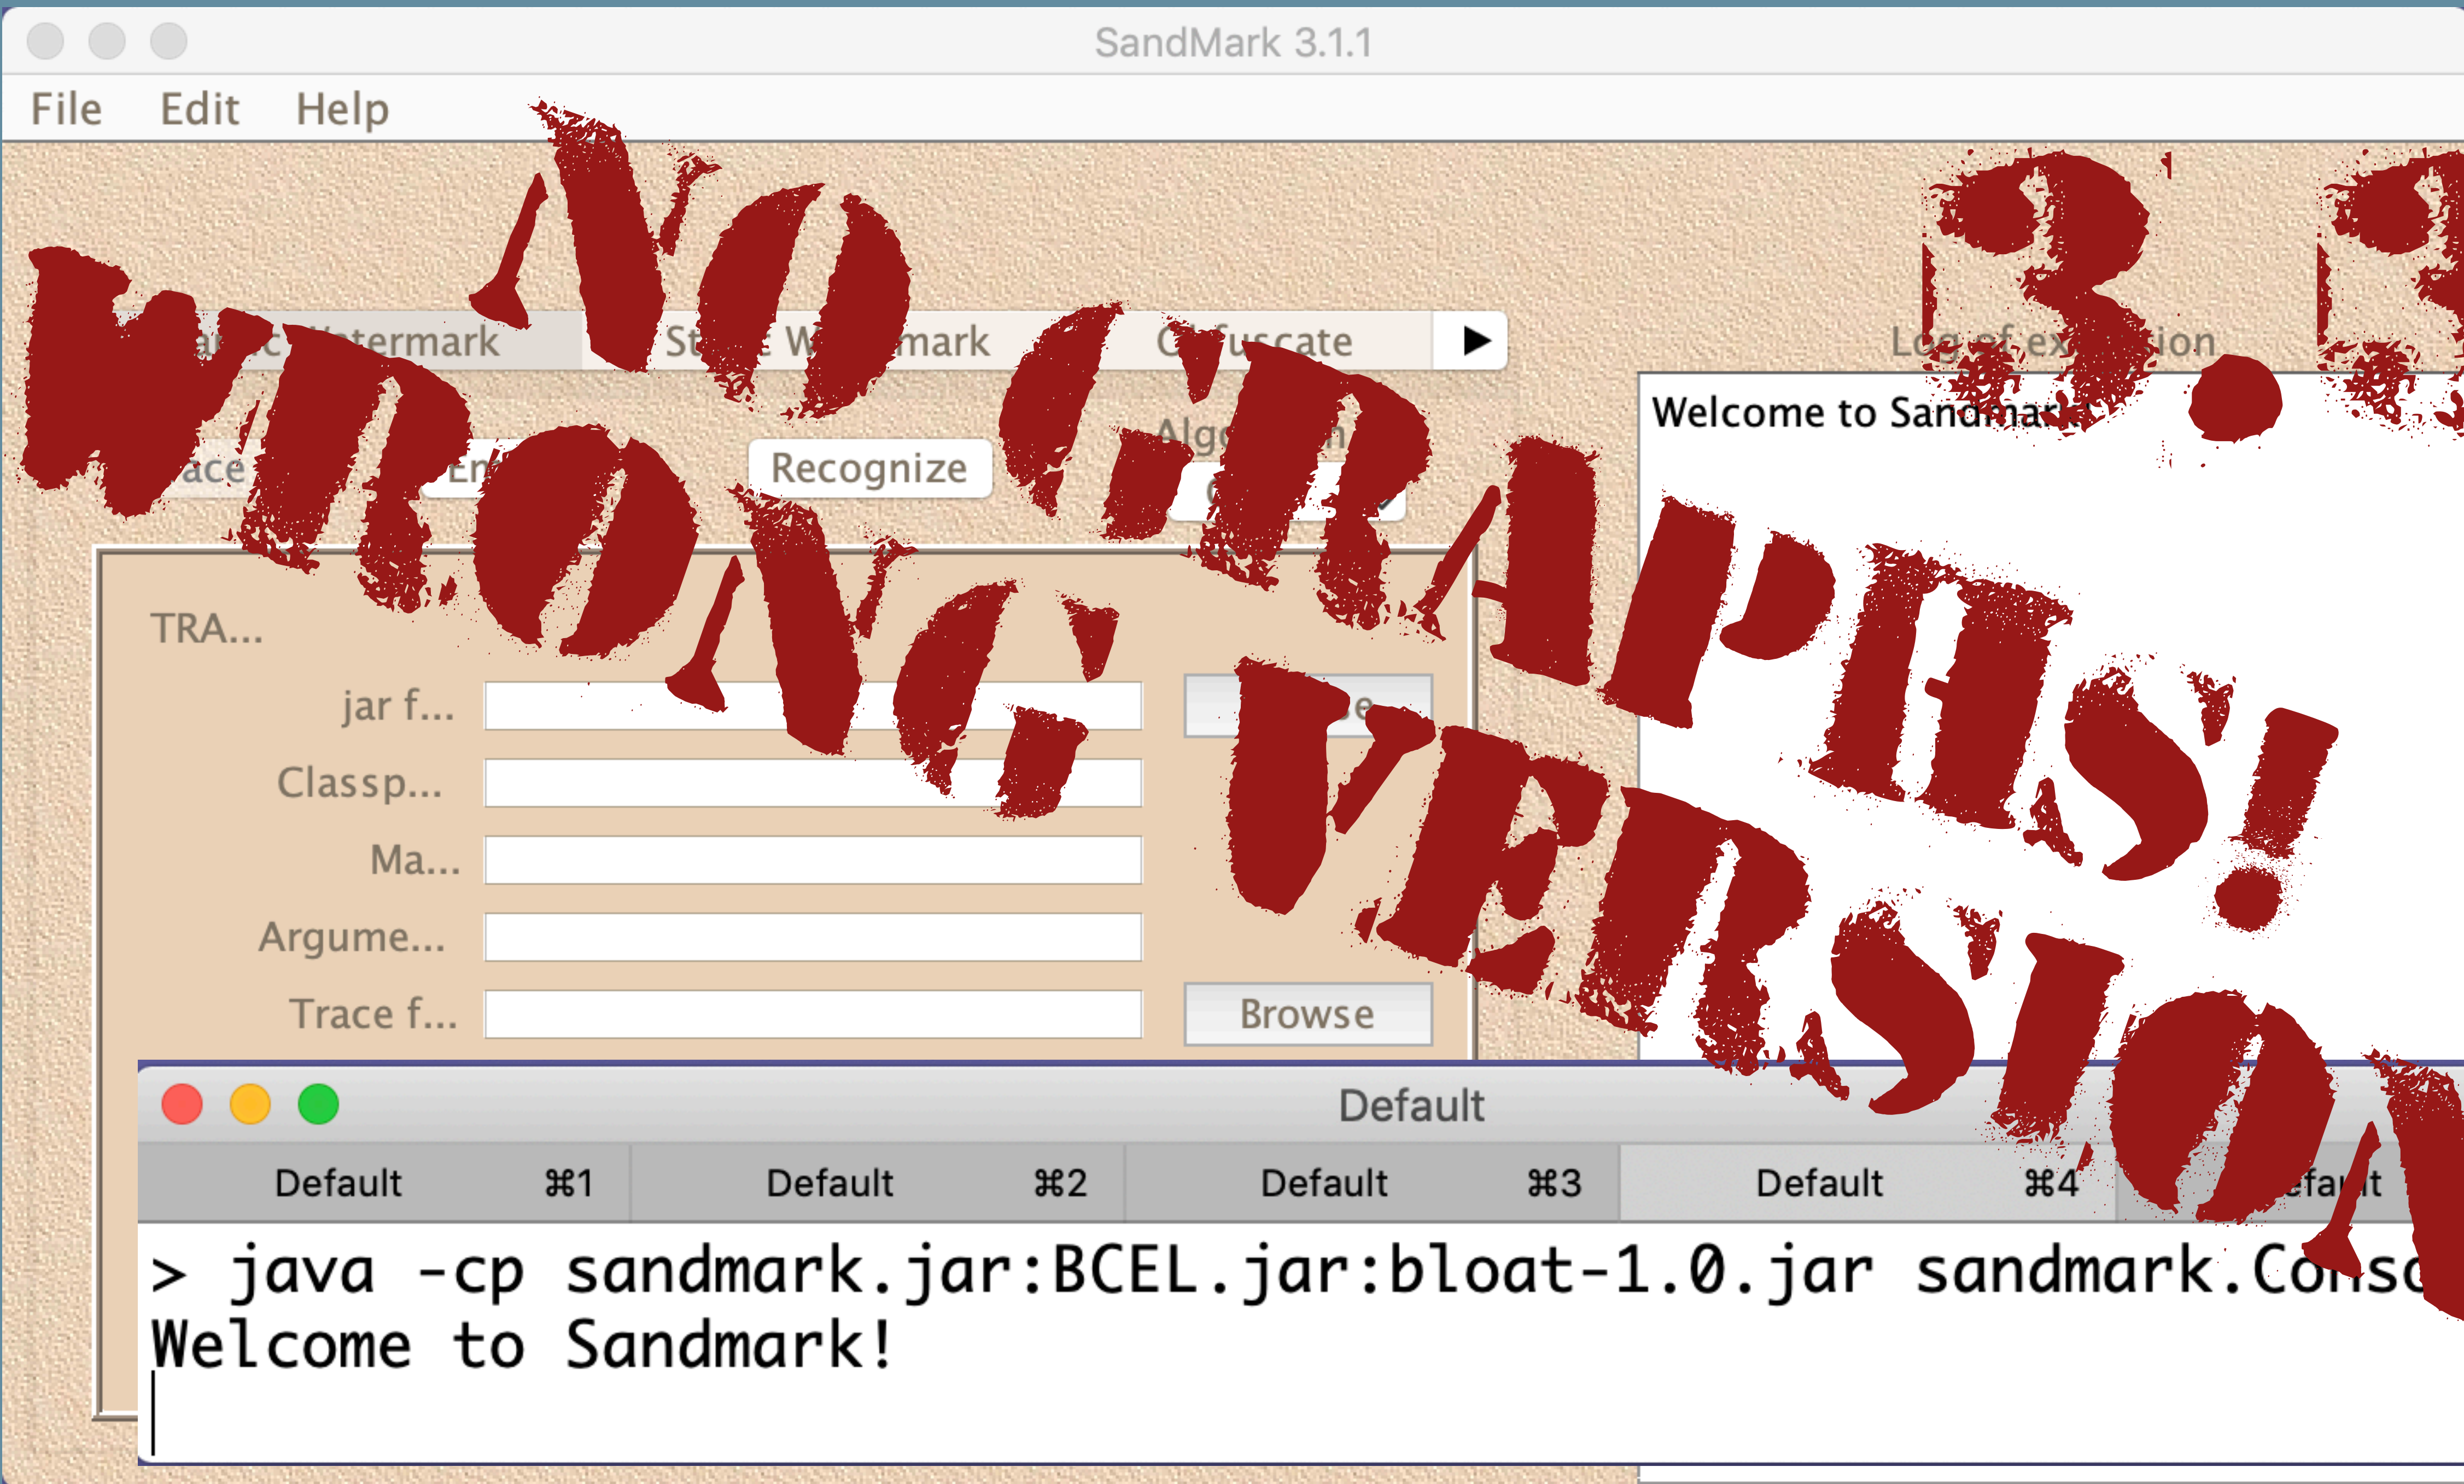 SandMark 3.1.1
File Edit Help
NO GRAPHS!
WRONG VERSION
3.
Log of
Recognize
Welcome to Sandmark!
TRA...
jar f...
Classp...
Ma...
Argume...
Trace f... Browse
Default
Default ⌘1 Default ⌘2 Default ⌘3 Default ⌘4
> java -cp sandmark.jar:BCEL.jar:bloat-1.0.jar
Welcome to Sandmark!